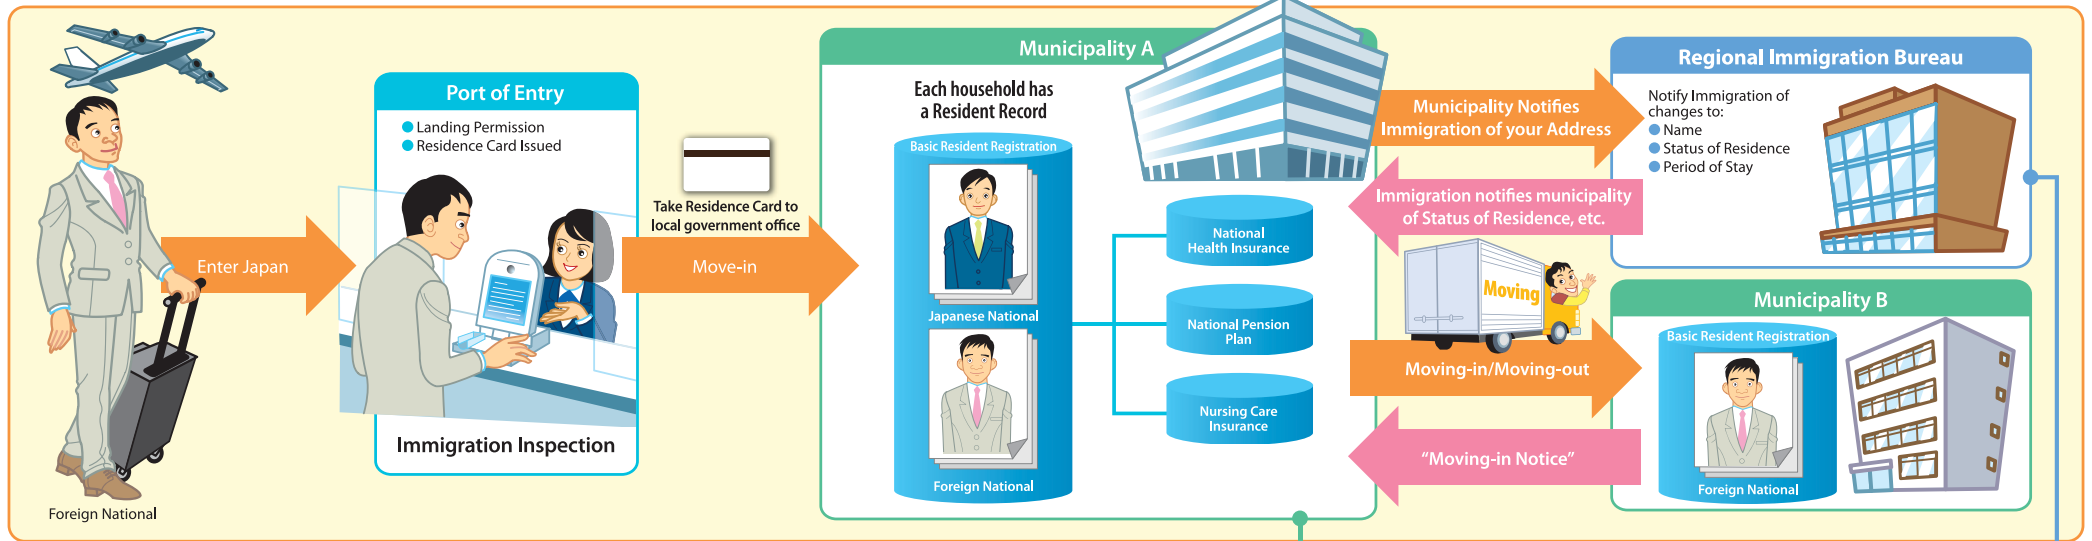 Foreign National
Enter Japan
Port of Entry
Landing Permission
Residence Card Issued
Immigration Inspection
Take Residence Card to
local government office
Move-in
Municipality A
Each household has
a Resident Record
Basic Resident Registration
Japanese National
Foreign National
National
Health Insurance
National Pension
Plan
Nursing Care
Insurance
Municipality Notifies
Immigration of your Address
Immigration notifies municipality
of Status of Residence, etc.
Moving
Moving-in/Moving-out
“Moving-in Notice”
Regional Immigration Bureau
Notify Immigration of
changes to:
Name
Status of Residence
Period of Stay
Municipality B
Basic Resident Registration
Foreign National